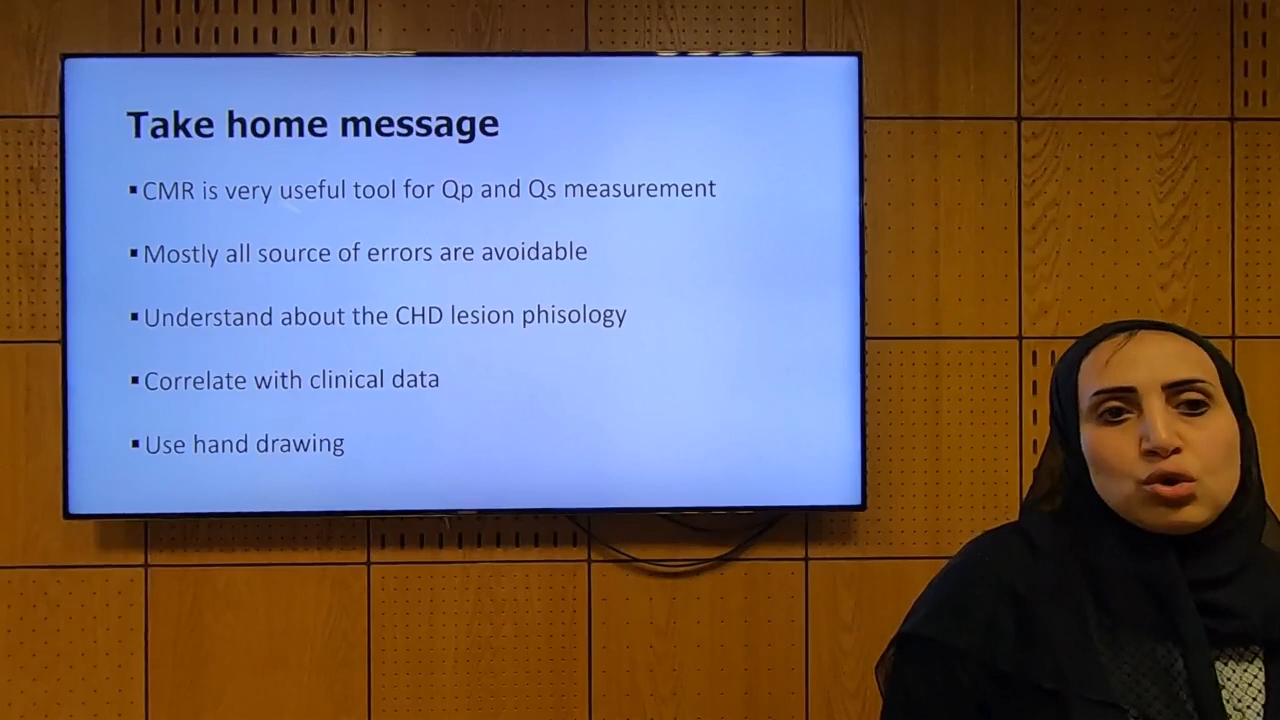 Take home message
▪CMR is very useful tool for Qp and Qs measurement
▪Mostly all source of errors are avoidable
▪Understand about the CHD lesion phisology
▪Correlate with clinical data
▪Use hand drawing